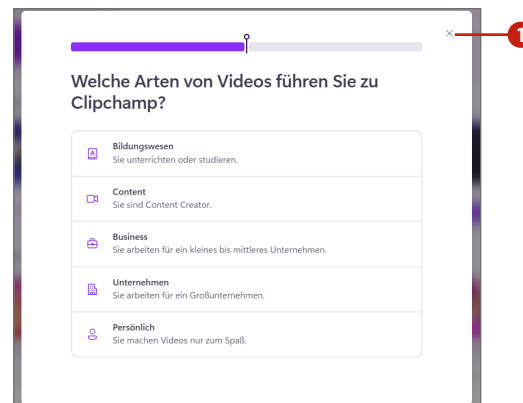 1
Welche Arten von Videos führen Sie zu
Clipchamp?
Bildungswesen
Sie unterrichten oder studieren.
Content
Sie sind Content Creator.
Business
Sie arbeiten für ein kleines bis mittleres Unternehmen.
Unternehmen
Sie arbeiten für ein Großunternehmen.
Persönlich
Sie machen Videos nur zum Spaß.